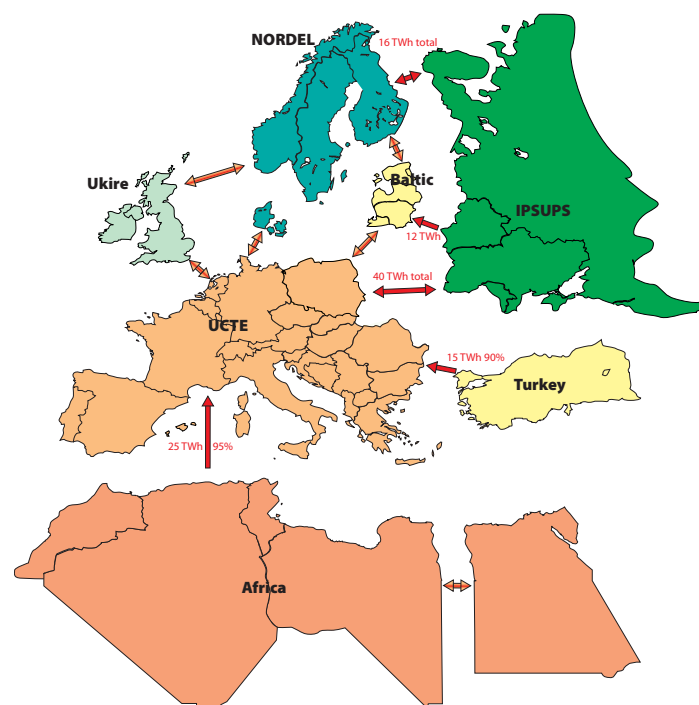 NORDEL
16 TWh total
Ukire
Baltic
IPSUPS
12 TWh
40 TWh total
UCTE
15 TWh 90%
Turkey
25 TWh 95%
Africa